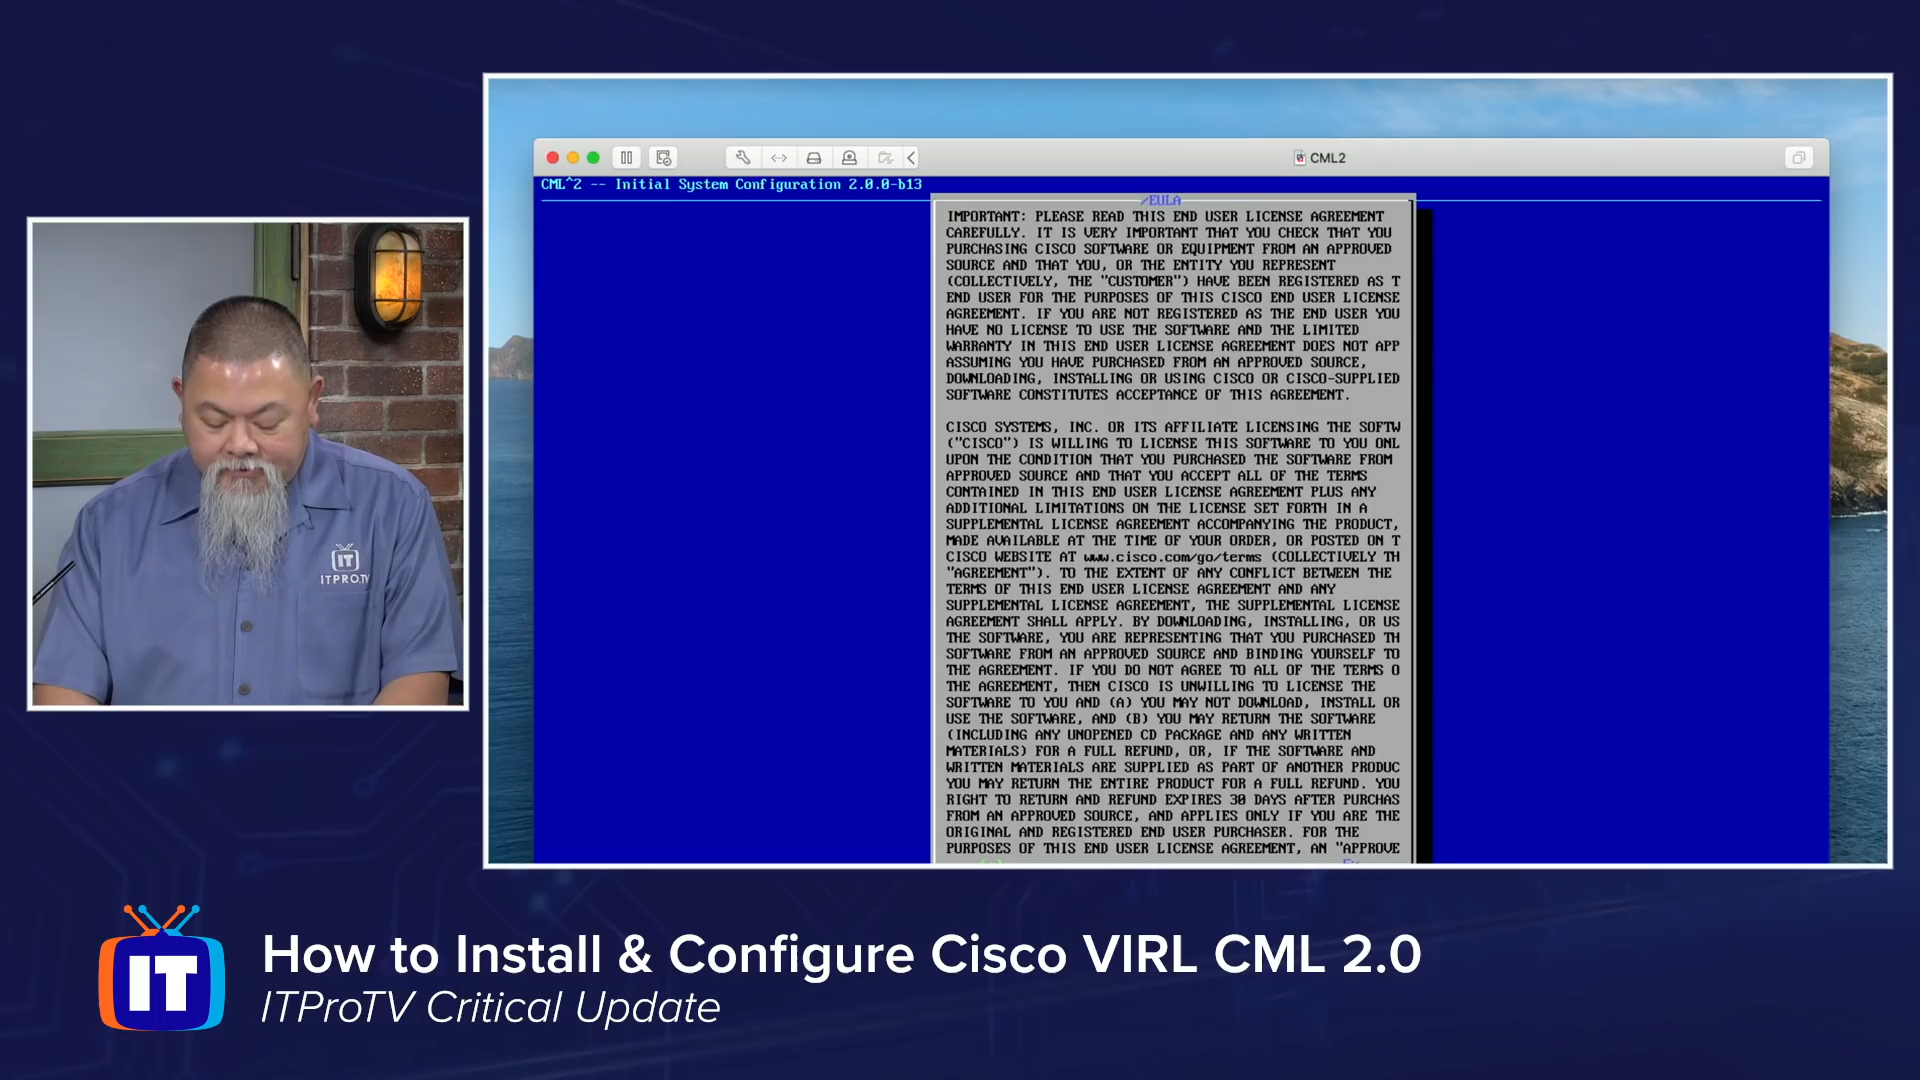 CML2
CML^2 -- Initial System Configuration 2.0.0-b13
/EULA
IMPORTANT: PLEASE READ THIS END USER LICENSE AGREEMENT
CAREFULLY. IT IS VERY IMPORTANT THAT YOU CHECK THAT YOU
PURCHASING CISCO SOFTWARE OR EQUIPMENT FROM AN APPROVED
SOURCE AND THAT YOU, OR THE ENTITY YOU REPRESENT
(COLLECTIVELY, THE "CUSTOMER") HAVE BEEN REGISTERED AS T
END USER FOR THE PURPOSES OF THIS CISCO END USER LICENSE
AGREEMENT. IF YOU ARE NOT REGISTERED AS THE END USER YOU
HAVE NO LICENSE TO USE THE SOFTWARE AND THE LIMITED
WARRANTY IN THIS END USER LICENSE AGREEMENT DOES NOT APP
ASSUMING YOU HAVE PURCHASED FROM AN APPROVED SOURCE,
DOWNLOADING, INSTALLING OR USING CISCO OR CISCO-SUPPLIED
SOFTWARE CONSTITUTES ACCEPTANCE OF THIS AGREEMENT.
CISCO SYSTEMS, INC. OR ITS AFFILIATE LICENSING THE SOFTW
("CISCO") IS WILLING TO LICENSE THIS SOFTWARE TO YOU ONL
UPON THE CONDITION THAT YOU PURCHASED THE SOFTWARE FROM
APPROVED SOURCE AND THAT YOU ACCEPT ALL OF THE TERMS
CONTAINED IN THIS END USER LICENSE AGREEMENT PLUS ANY
ADDITIONAL LIMITATIONS ON THE LICENSE SET FORTH IN A
SUPPLEMENTAL LICENSE AGREEMENT ACCOMPANYING THE PRODUCT,
MADE AVAILABLE AT THE TIME OF YOUR ORDER, OR POSTED ON T
CISCO WEBSITE AT www.cisco.com/go/terms (COLLECTIVELY TH
"AGREEMENT"). TO THE EXTENT OF ANY CONFLICT BETWEEN THE
TERMS OF THIS END USER LICENSE AGREEMENT AND ANY
SUPPLEMENTAL LICENSE AGREEMENT, THE SUPPLEMENTAL LICENSE
AGREEMENT SHALL APPLY. BY DOWNLOADING, INSTALLING, OR US
THE SOFTWARE, YOU ARE REPRESENTING THAT YOU PURCHASED TH
SOFTWARE FROM AN APPROVED SOURCE AND BINDING YOURSELF TO
THE AGREEMENT. IF YOU DO NOT AGREE TO ALL OF THE TERMS O
THE AGREEMENT, THEN CISCO IS UNWILLING TO LICENSE THE
SOFTWARE TO YOU AND (A) YOU MAY NOT DOWNLOAD, INSTALL OR
USE THE SOFTWARE, AND (B) YOU MAY RETURN THE SOFTWARE
(INCLUDING ANY UNOPENED CD PACKAGE AND ANY WRITTEN
MATERIALS) FOR A FULL REFUND, OR, IF THE SOFTWARE AND
WRITTEN MATERIALS ARE SUPPLIED AS PART OF ANOTHER PRODUC
YOU MAY RETURN THE ENTIRE PRODUCT FOR A FULL REFUND. YOU
RIGHT TO RETURN AND REFUND EXPIRES 30 DAYS AFTER PURCHAS
FROM AN APPROVED SOURCE, AND APPLIES ONLY IF YOU ARE THE
ORIGINAL AND REGISTERED END USER PURCHASER. FOR THE
PURPOSES OF THIS END USER LICENSE AGREEMENT, AN "APPROVE
IT
ITPRO.TV
IT
How to Install & Configure Cisco VIRL CML 2.0
ITProTV Critical Update